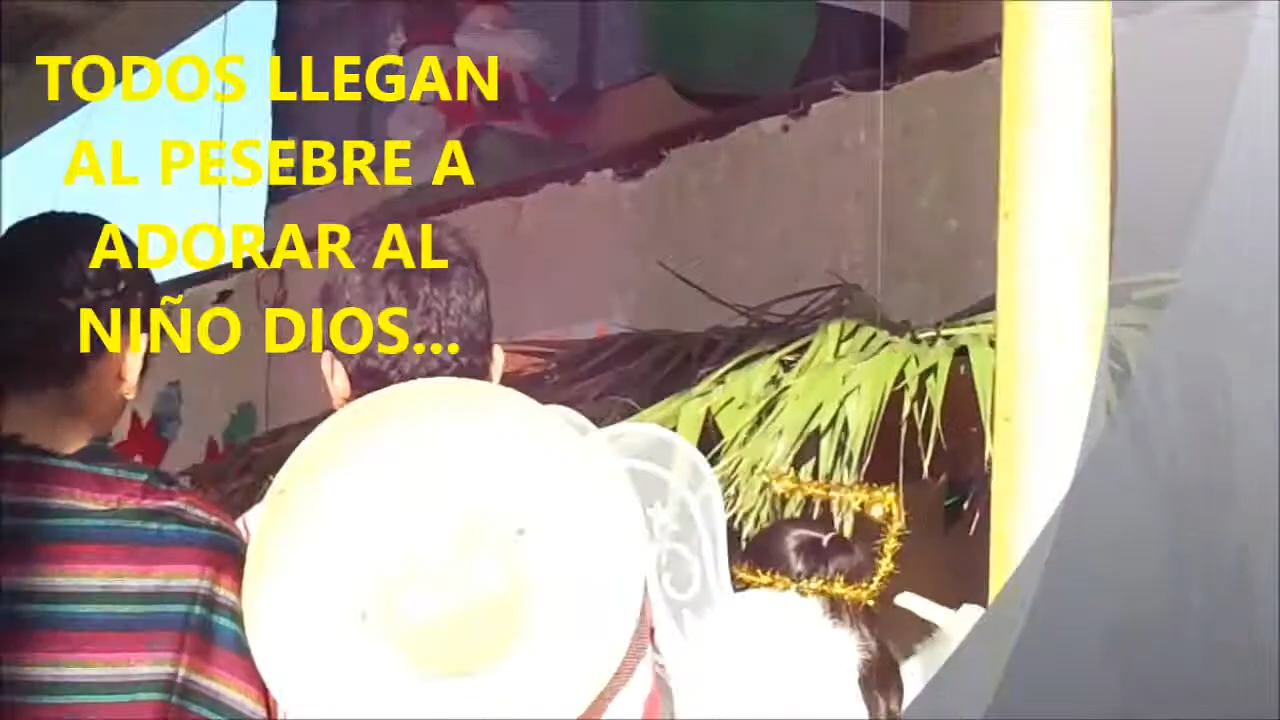 TODOS LLEGAN
AL PESEBRE A
ADORAR AL
NIÑO DIOS...